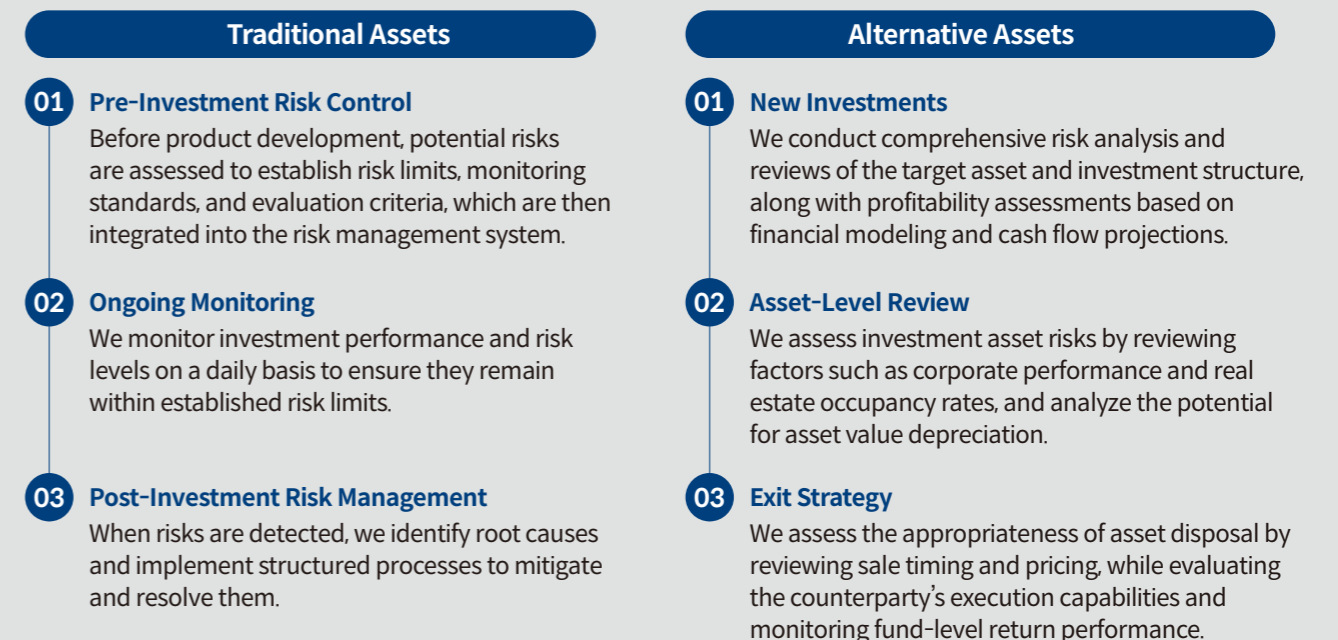 Traditional Assets
01 Pre-Investment Risk Control
Before product development, potential risks
are assessed to establish risk limits, monitoring
standards, and evaluation criteria, which are then
integrated into the risk management system.
02 Ongoing Monitoring
We monitor investment performance and risk
levels on a daily basis to ensure they remain
within established risk limits.
03 Post-Investment Risk Management
When risks are detected, we identify root causes
and implement structured processes to mitigate
and resolve them.
Alternative Assets
01 New Investments
We conduct comprehensive risk analysis and
reviews of the target asset and investment structure,
along with profitability assessments based on
financial modeling and cash flow projections.
02 Asset-Level Review
We assess investment asset risks by reviewing
factors such as corporate performance and real
estate occupancy rates, and analyze the potential
for asset value depreciation.
03 Exit Strategy
We assess the appropriateness of asset disposal by
reviewing sale timing and pricing, while evaluating
the counterparty’s execution capabilities and
monitoring fund-level return performance.